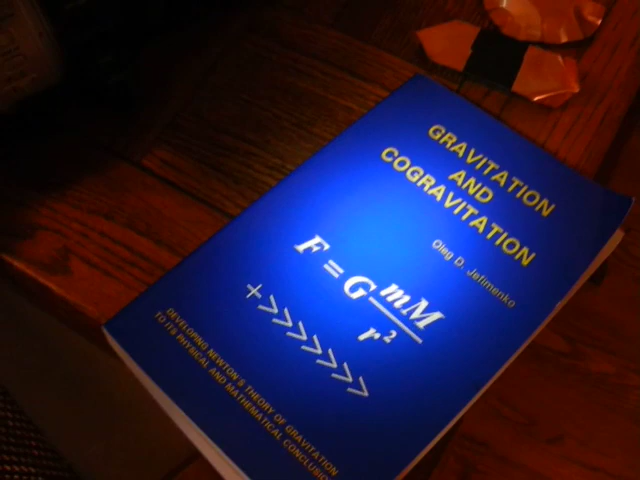 GRAVITATION
AND
COGRAVITATION
Oleg D. Jefimenko
F = G mM / r²
+>>>>>>>
DEVELOPING NEWTON'S THEORY OF GRAVITATION
TO ITS PHYSICAL AND MATHEMATICAL CONCLUSION